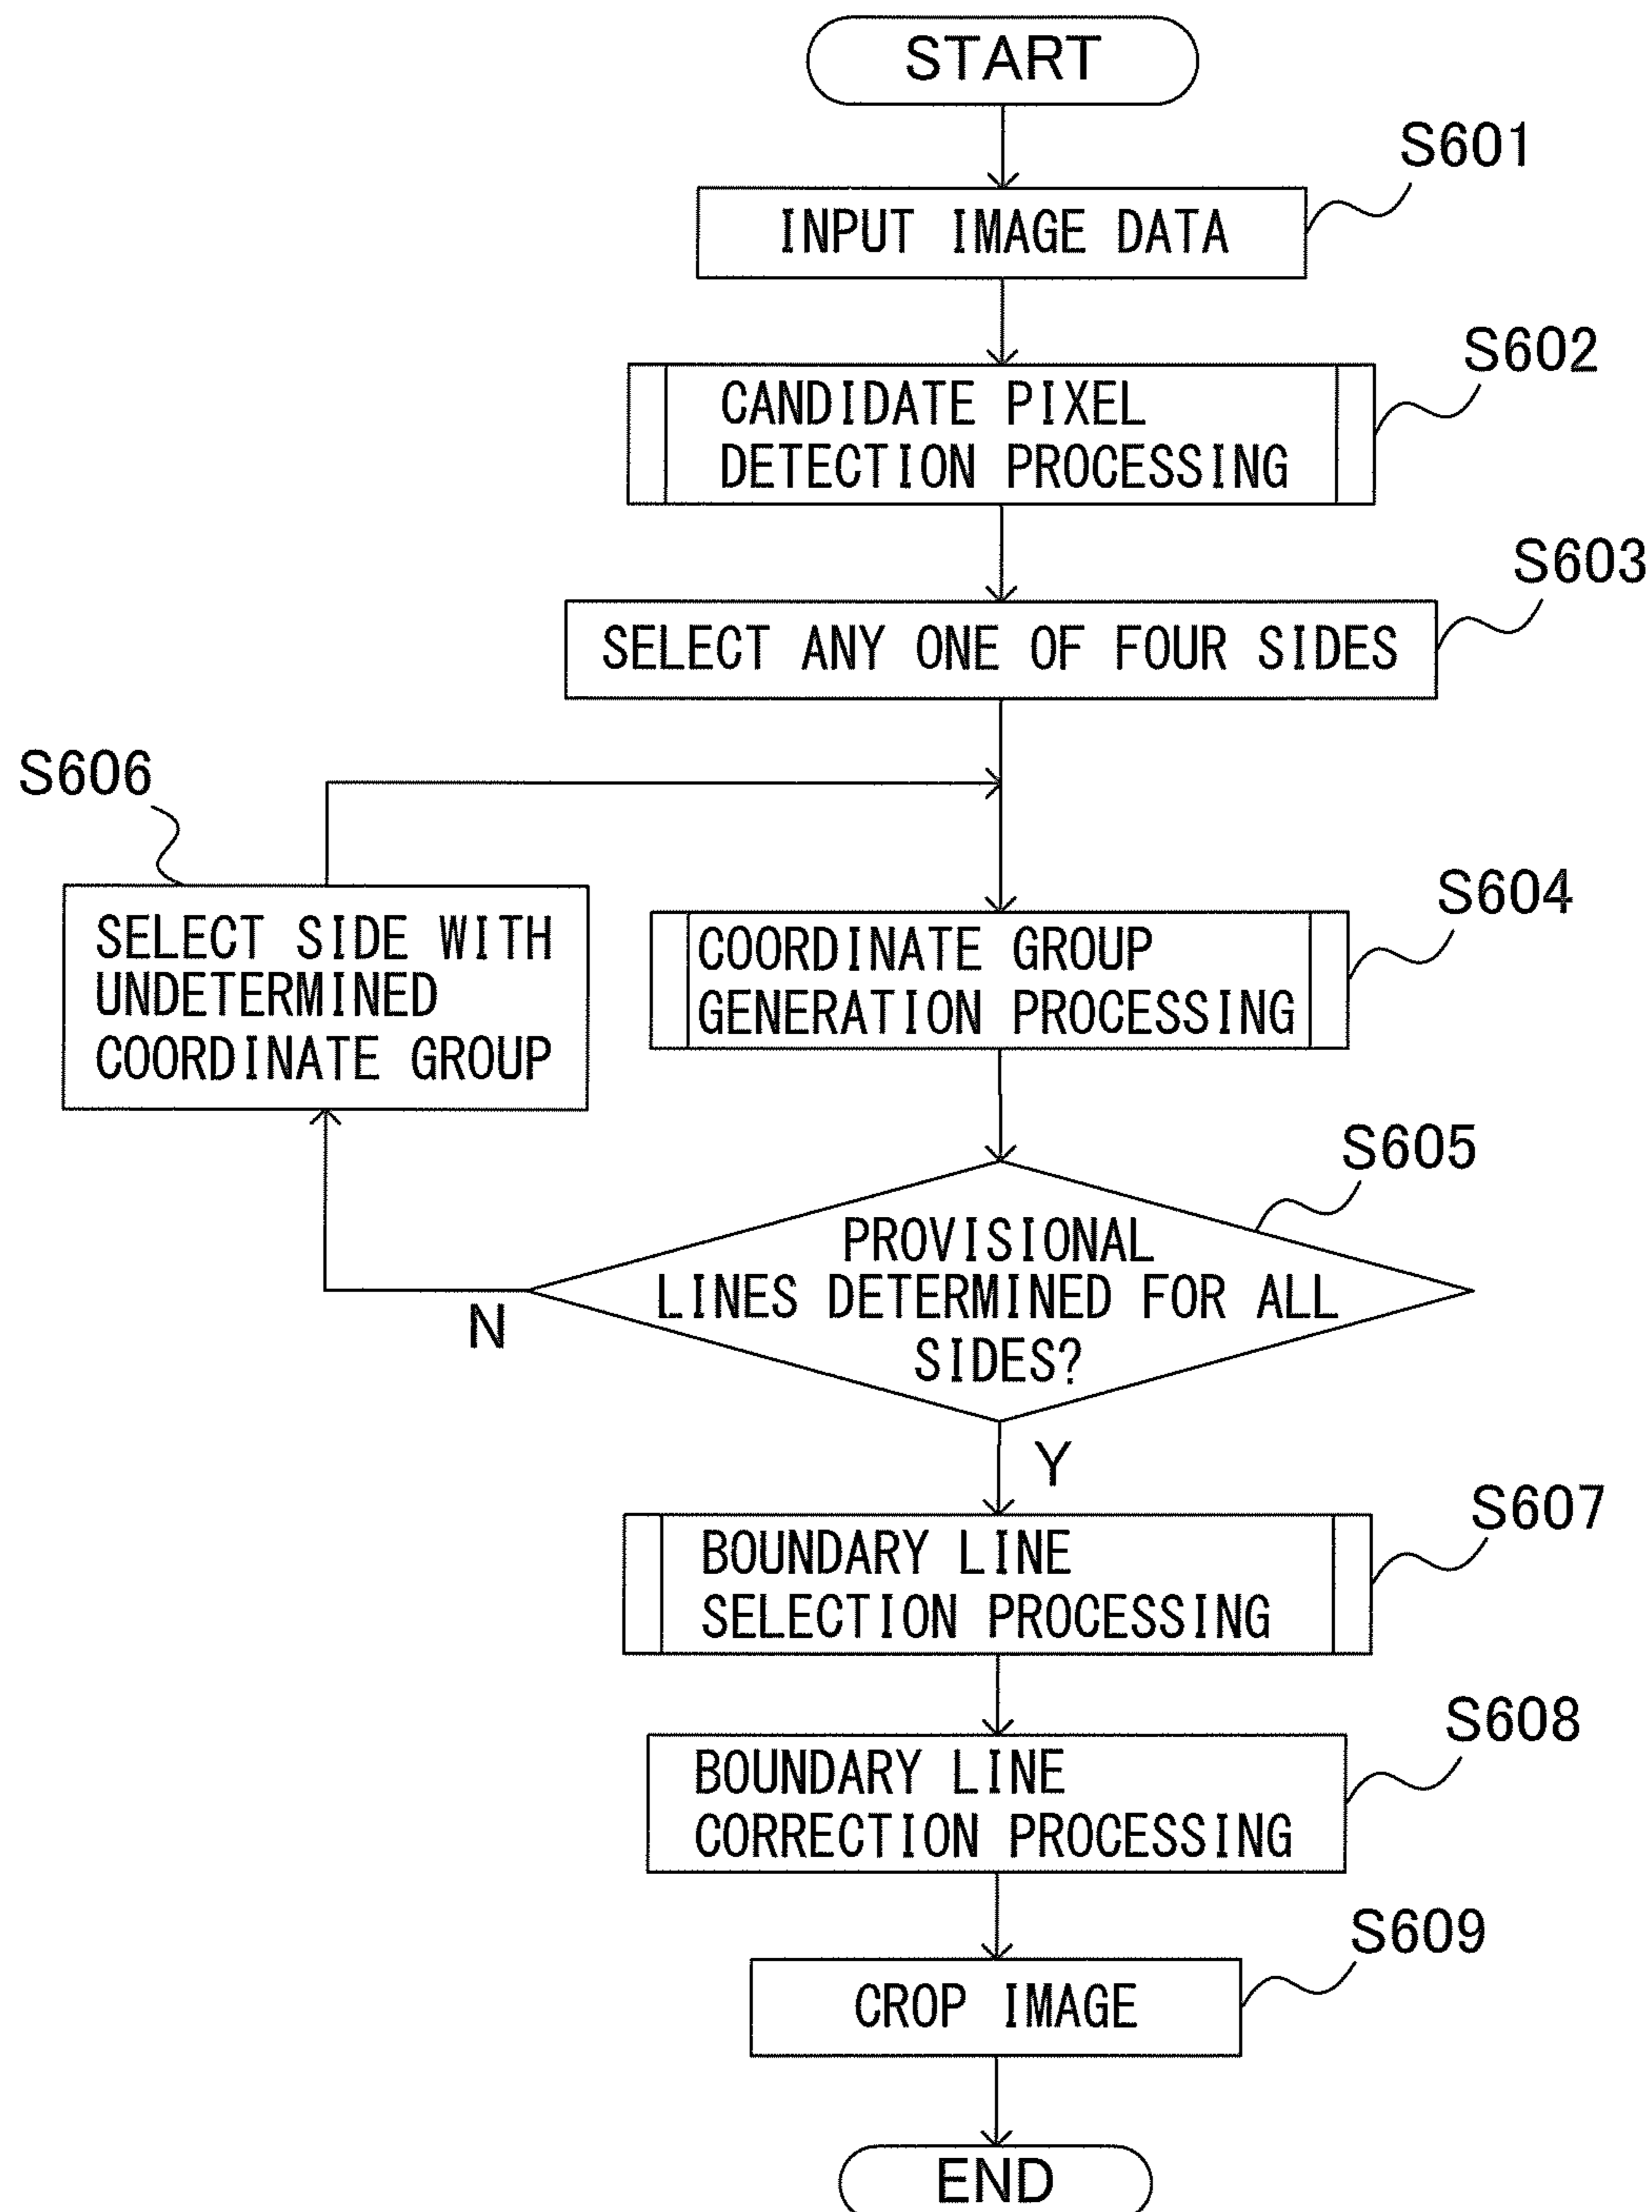 START
S601
INPUT IMAGE DATA
S602
CANDIDATE PIXEL
DETECTION PROCESSING
S603
SELECT ANY ONE OF FOUR SIDES
S606
SELECT SIDE WITH
UNDETERMINED
COORDINATE GROUP
S604
COORDINATE GROUP
GENERATION PROCESSING
S605
PROVISIONAL
LINES DETERMINED FOR ALL
SIDES?
N
Y
S607
BOUNDARY LINE
SELECTION PROCESSING
S608
BOUNDARY LINE
CORRECTION PROCESSING
S609
CROP IMAGE
END